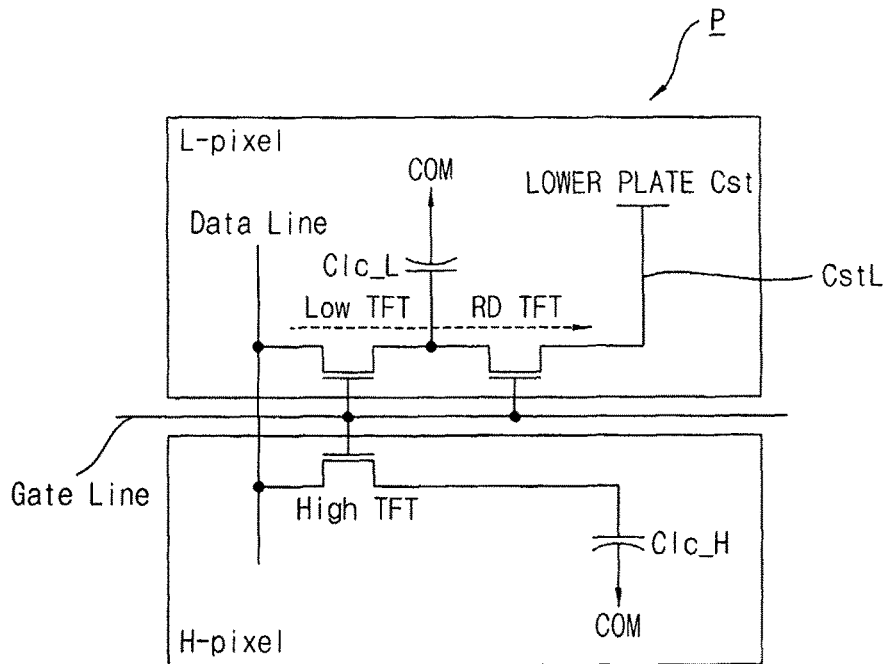 P
L-pixel
COM
LOWER PLATE Cst
Data Line
Clc_L
CstL
Low TFT
RD TFT
Gate Line
High TFT
Clc_H
COM
H-pixel